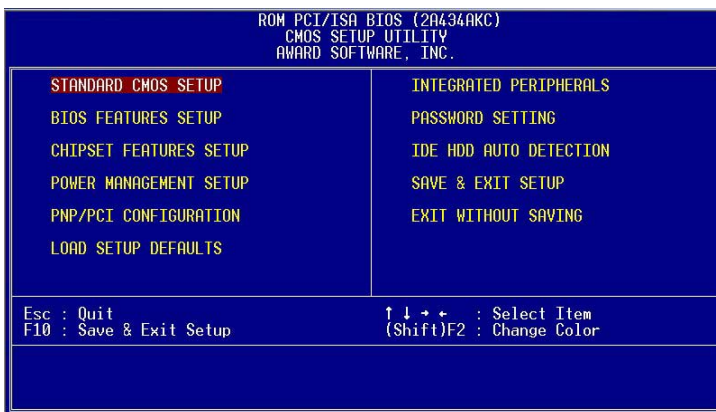 ROM PCI/ISA BIOS (2A434AKC)
CMOS SETUP UTILITY
AWARD SOFTWARE, INC.
STANDARD CMOS SETUP
BIOS FEATURES SETUP
CHIPSET FEATURES SETUP
POWER MANAGEMENT SETUP
PNP/PCI CONFIGURATION
LOAD SETUP DEFAULTS
INTEGRATED PERIPHERALS
PASSWORD SETTING
IDE HDD AUTO DETECTION
SAVE & EXIT SETUP
EXIT WITHOUT SAVING
Esc : Quit
F10 : Save & Exit Setup
↑ ↓ → ← : Select Item
(Shift)F2 : Change Color